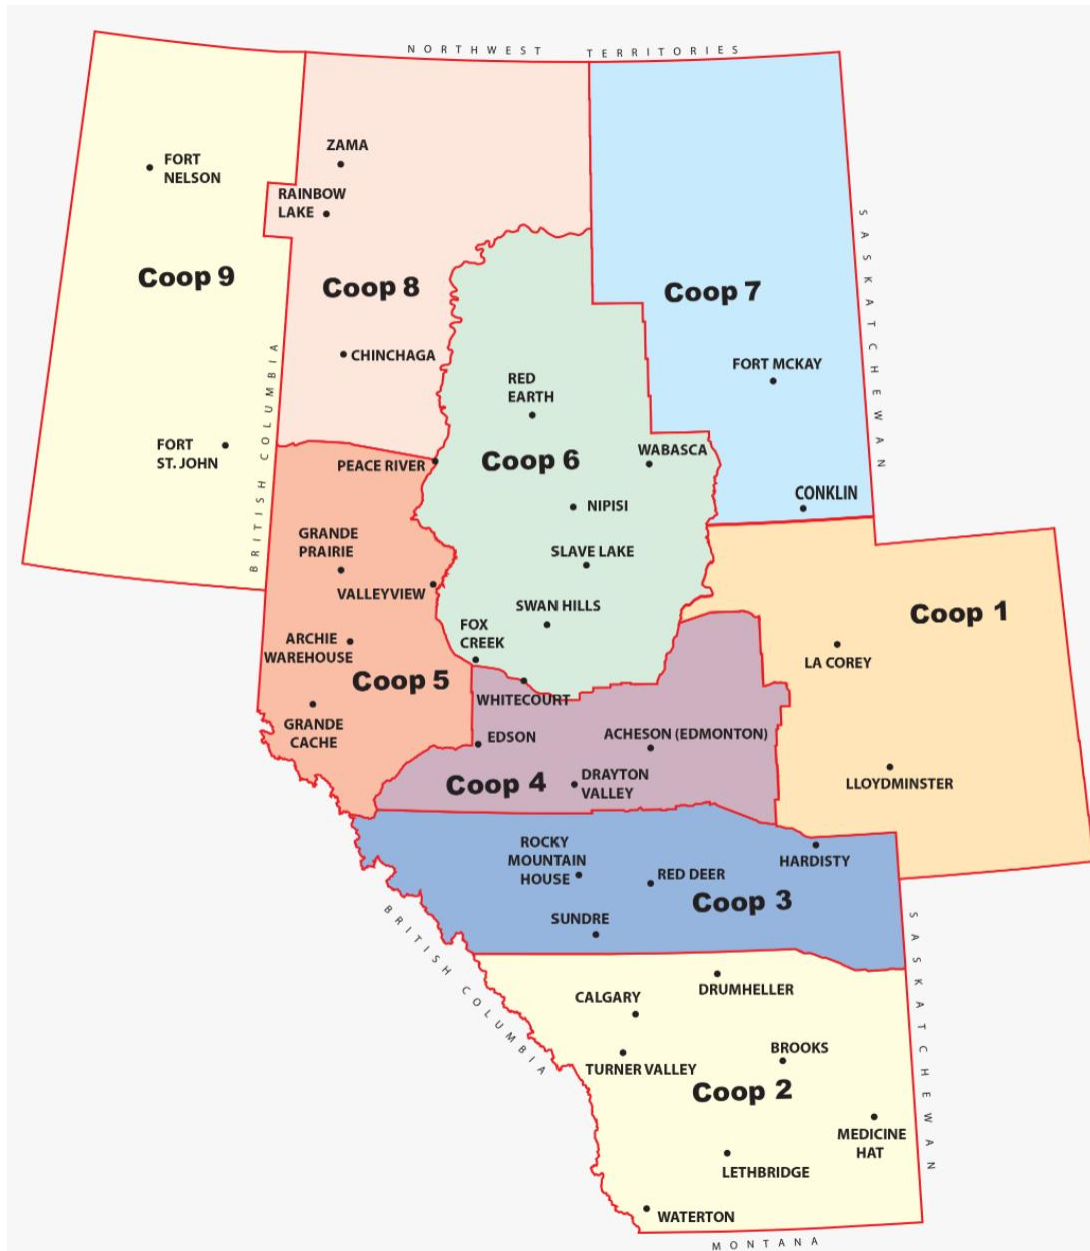 NORTHWEST TERRITORIES
ZAMA
FORT
NELSON
RAINBOW
LAKE
SASKATCHEWAN
Coop 9
Coop 8
Coop 7
BRITISH COLUMBIA
CHINCHAGA
FORT MCKAY
RED
EARTH
FORT
ST. JOHN
PEACE RIVER
Coop 6
WABASCA
CONKLIN
NIPISI
GRANDE
PRAIRIE
SLAVE LAKE
VALLEYVIEW
SWAN HILLS
Coop 1
FOX
CREEK
ARCHIE
WAREHOUSE
LA COREY
Coop 5
WHITECOURT
GRANDE
CACHE
EDSON
ACHESON (EDMONTON)
Coop 4
DRAYTON
VALLEY
LLOYDMINSTER
ROCKY
MOUNTAIN
HOUSE
HARDISTY
RED DEER
Coop 3
SUNDRE
BRITISH COLUMBIA
SASKATCHEWAN
DRUMHELLER
CALGARY
BROOKS
TURNER VALLEY
Coop 2
MEDICINE
HAT
LETHBRIDGE
WATERTON
MONTANA